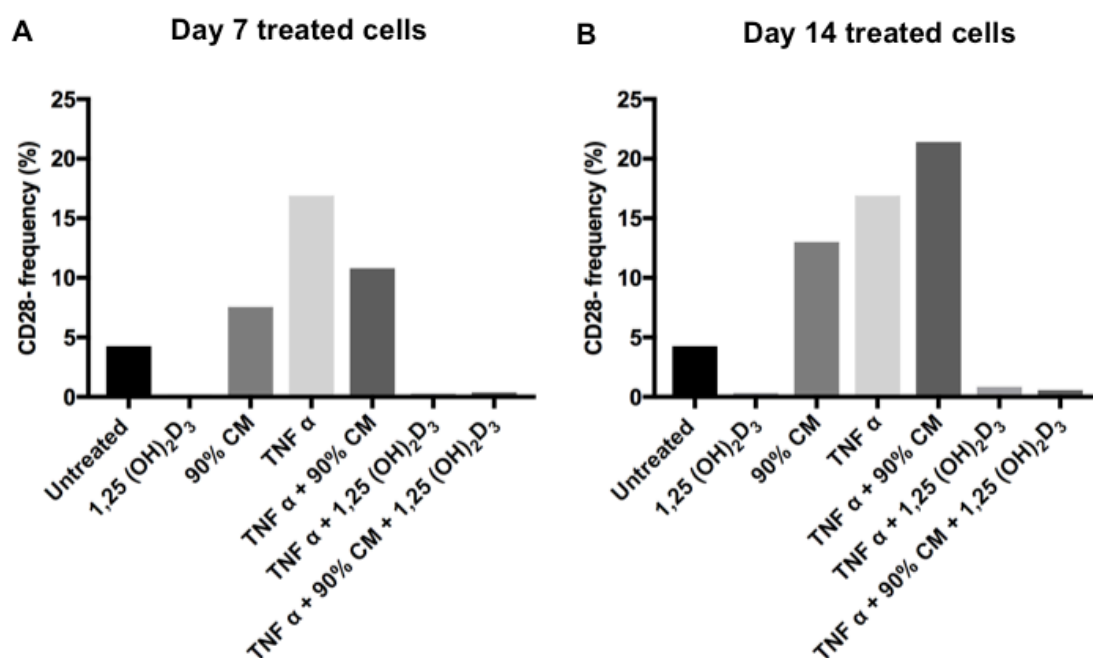 A
Day 7 treated cells
CD28- frequency (%)
25
20
15
10
5
0
Untreated
1,25 (OH)₂D₃
90% CM
TNF α
TNF α + 90% CM
TNF α + 1,25 (OH)₂D₃
TNF α + 90% CM + 1,25 (OH)₂D₃
B
Day 14 treated cells
CD28- frequency (%)
25
20
15
10
5
0
Untreated
1,25 (OH)₂D₃
90% CM
TNF α
TNF α + 90% CM
TNF α + 1,25 (OH)₂D₃
TNF α + 90% CM + 1,25 (OH)₂D₃